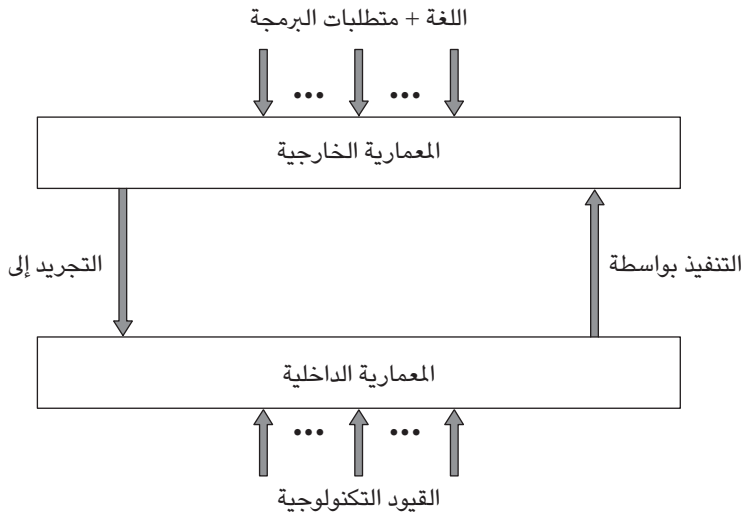 اللغة + متطلبات البرمجة
... ...
المعمارية الخارجية
التنفيذ بواسطة
التجريد إلى
المعمارية الداخلية
... ...
القيود التكنولوجية